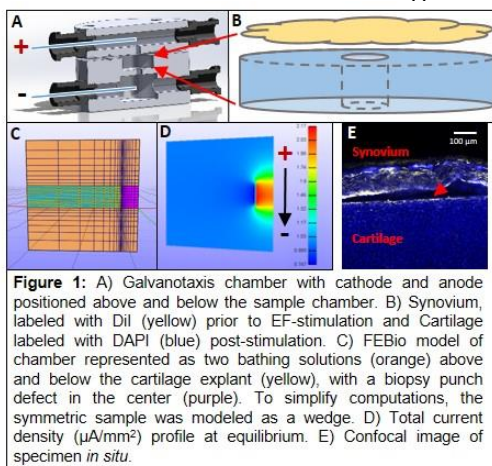 A
B
+
-
C
D
E
+
-
2.17
100 µm
Synovium
Cartilage
Figure 1: A) Galvanotaxis chamber with cathode and anode
positioned above and below the sample chamber. B) Synovium,
labeled with DiI (yellow) prior to EF-stimulation and Cartilage
labeled with DAPI (blue) post-stimulation. C) FEBio model of
chamber represented as two bathing solutions (orange) above
and below the cartilage explant (yellow), with a biopsy punch
defect in the center (purple). To simplify computations, the
symmetric sample was modeled as a wedge. D) Total current
density (µA/mm²) profile at equilibrium. E) Confocal image of
specimen in situ.